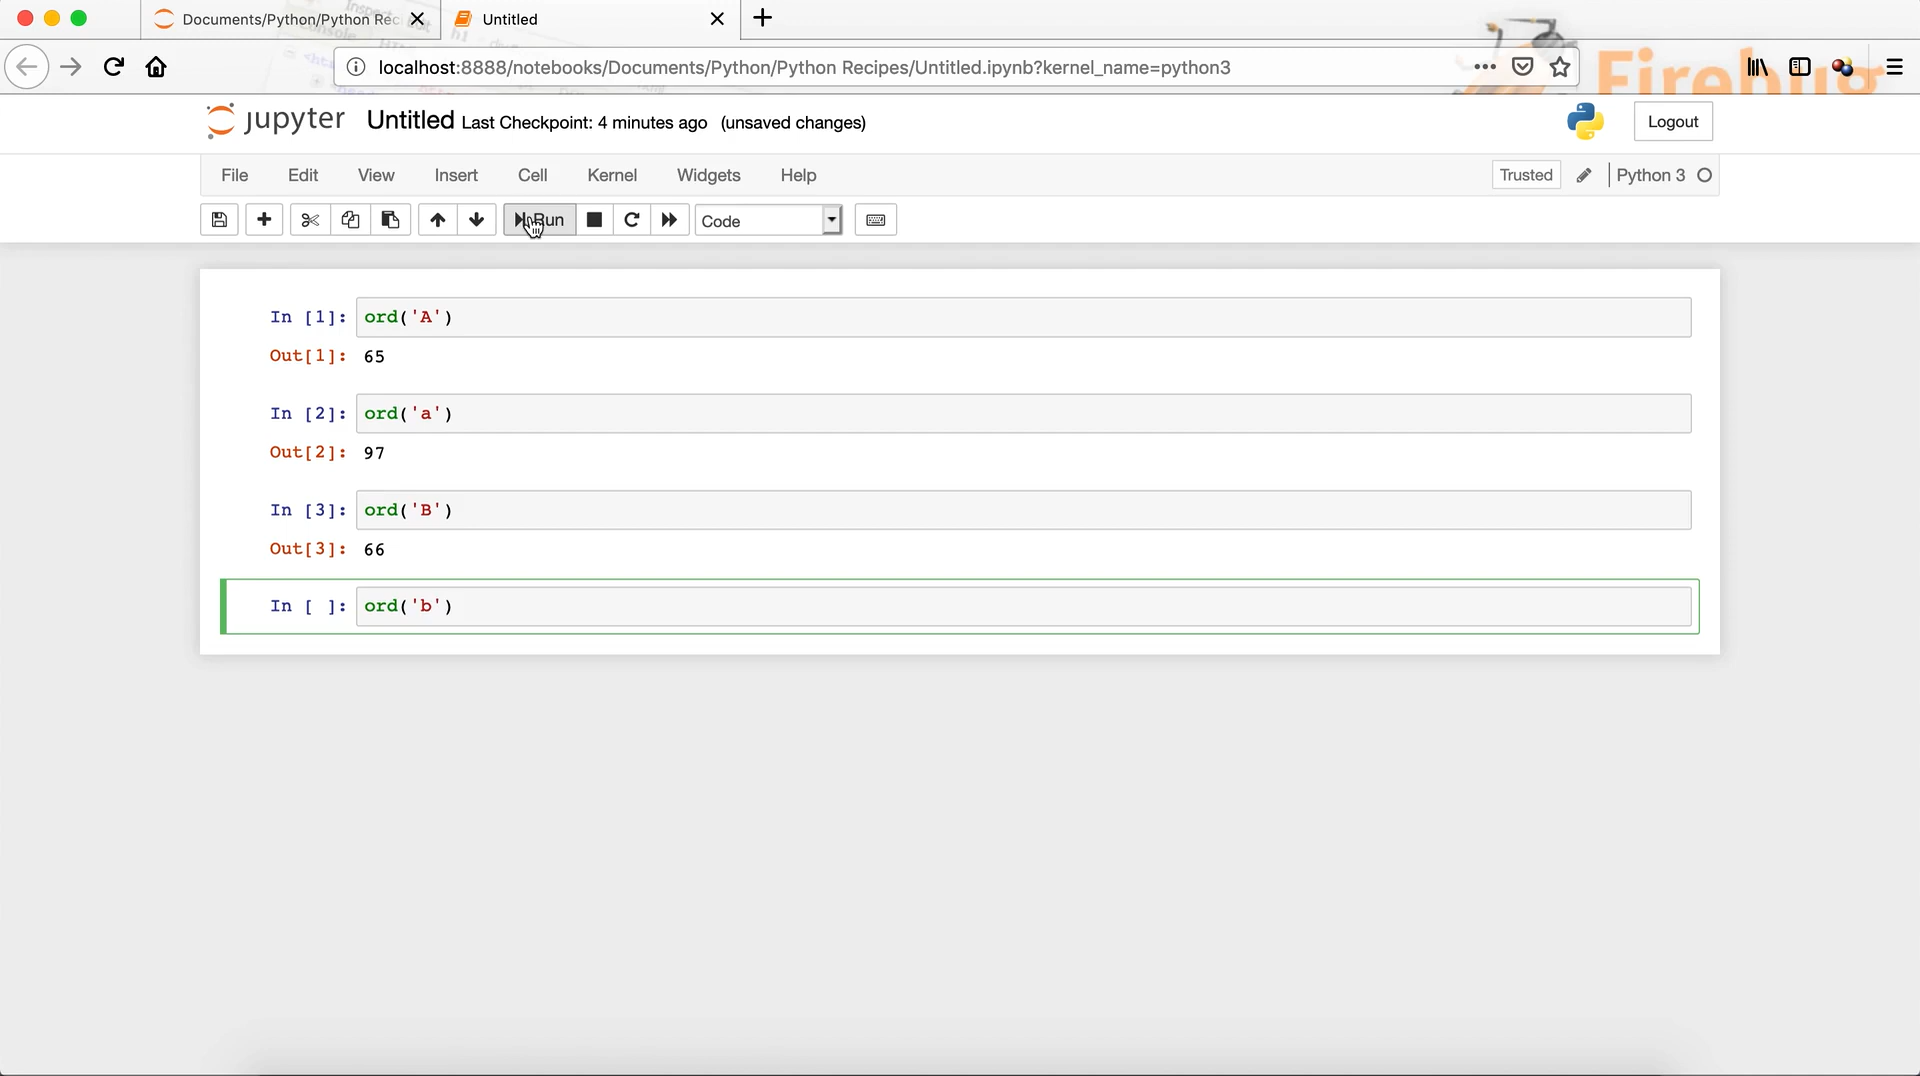 Documents/Python/Python Rec
Untitled
localhost:8888/notebooks/Documents/Python/Python Recipes/Untitled.ipynb?kernel_name=python3
Firebug
jupyter Untitled Last Checkpoint: 4 minutes ago (unsaved changes)
Logout
File Edit View Insert Cell Kernel Widgets Help
Trusted Python 3
Run Code
In [1]: ord('A')
Out[1]: 65
In [2]: ord('a')
Out[2]: 97
In [3]: ord('B')
Out[3]: 66
In [ ]: ord('b')